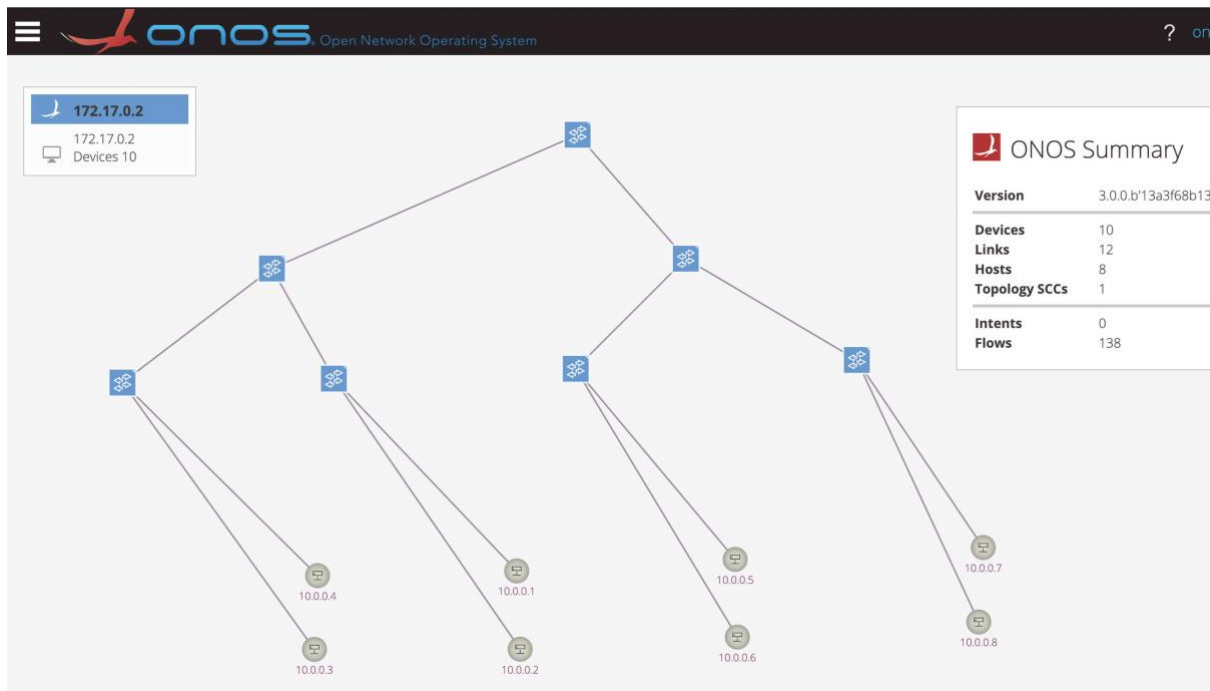 onos. Open Network Operating System
? on
172.17.0.2
172.17.0.2
Devices 10
ONOS Summary
Version 3.0.0.b'13a3f68b13
Devices 10
Links 12
Hosts 8
Topology SCCs 1
Intents 0
Flows 138
10.0.0.4
10.0.0.1
10.0.0.5
10.0.0.7
10.0.0.3
10.0.0.2
10.0.0.6
10.0.0.8